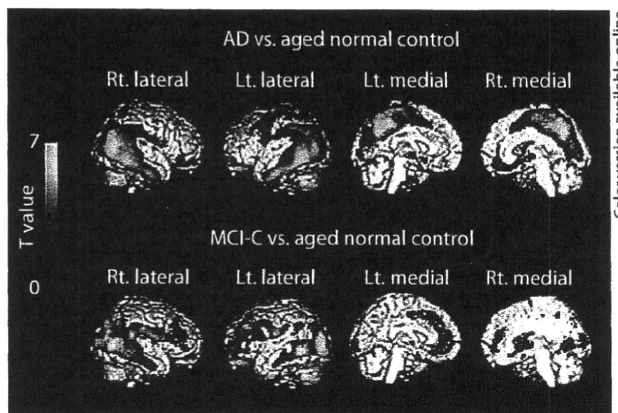 AD vs. aged normal control
Rt. lateral Lt. lateral Lt. medial Rt. medial
7
T value
0
MCI-C vs. aged normal control
Rt. lateral Lt. lateral Lt. medial Rt. medial